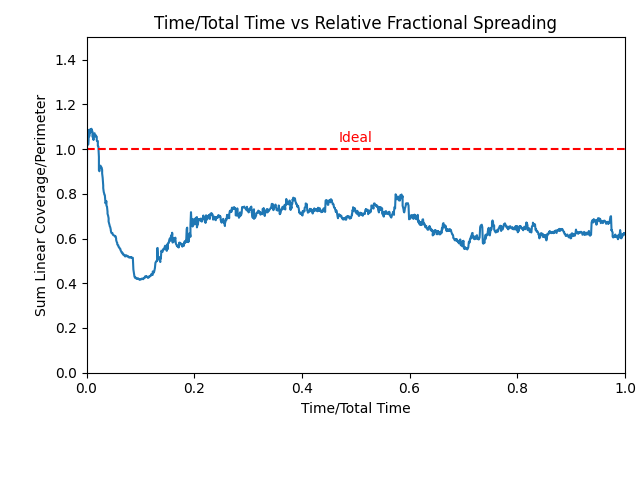 Time/Total Time vs Relative Fractional Spreading
Sum Linear Coverage/Perimeter
1.4
1.2
1.0
0.8
0.6
0.4
0.2
0.0
Ideal
0.0 0.2 0.4 0.6 0.8 1.0
Time/Total Time